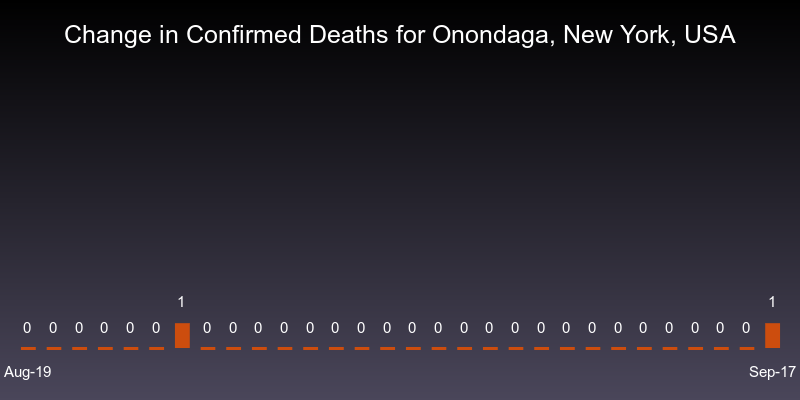 Change in Confirmed Deaths for Onondaga, New York, USA
1 1
0 0 0 0 0 0 0 0 0 0 0 0 0 0 0 0 0 0 0 0 0 0 0 0 0 0 0 0
Aug-19 Sep-17